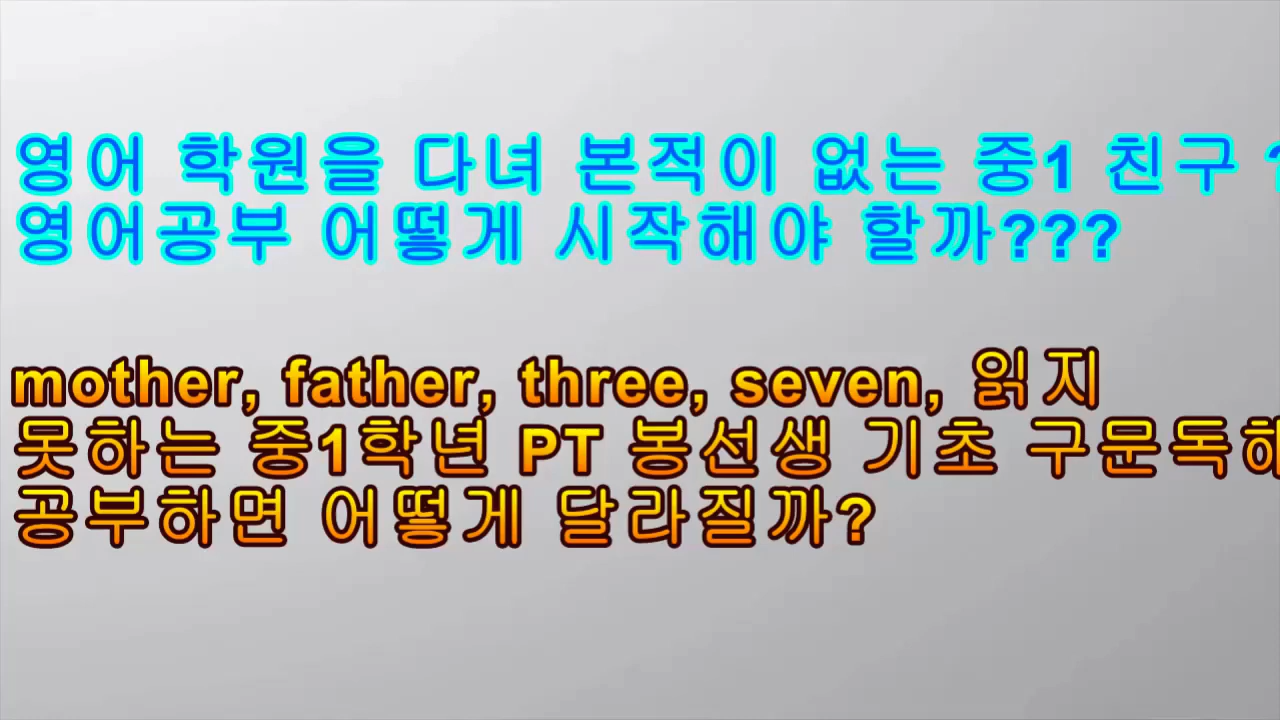 영어 학원을 다녀 본적이 없는 중1 친구 ?
영어공부 어떻게 시작해야 할까???
mother, father, three, seven, 읽지
못하는 중1학년 PT 봉선생 기초 구문독해
공부하면 어떻게 달라질까?